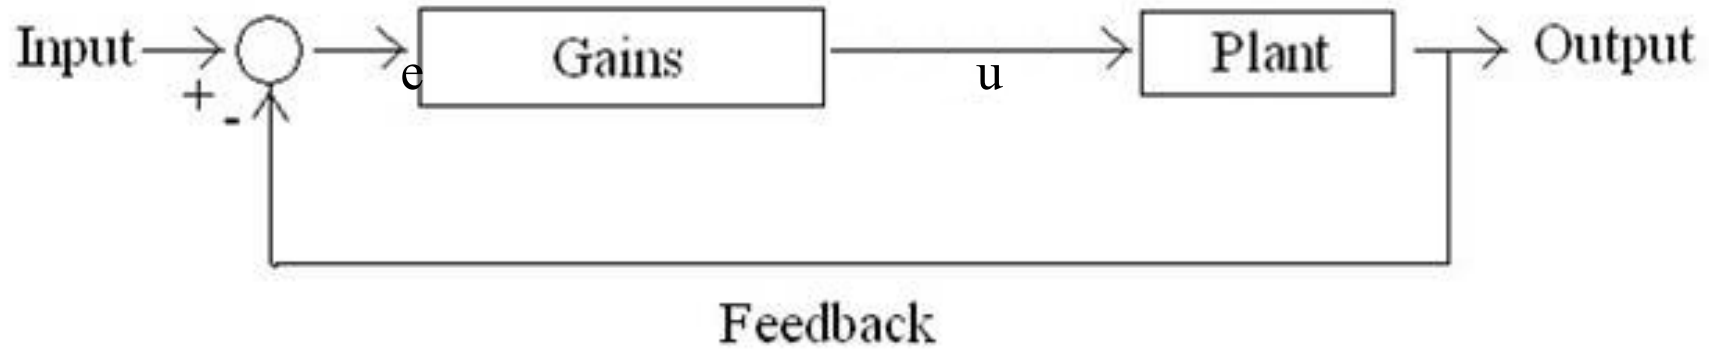 Input
+
-
e
Gains
u
Plant
Output
Feedback